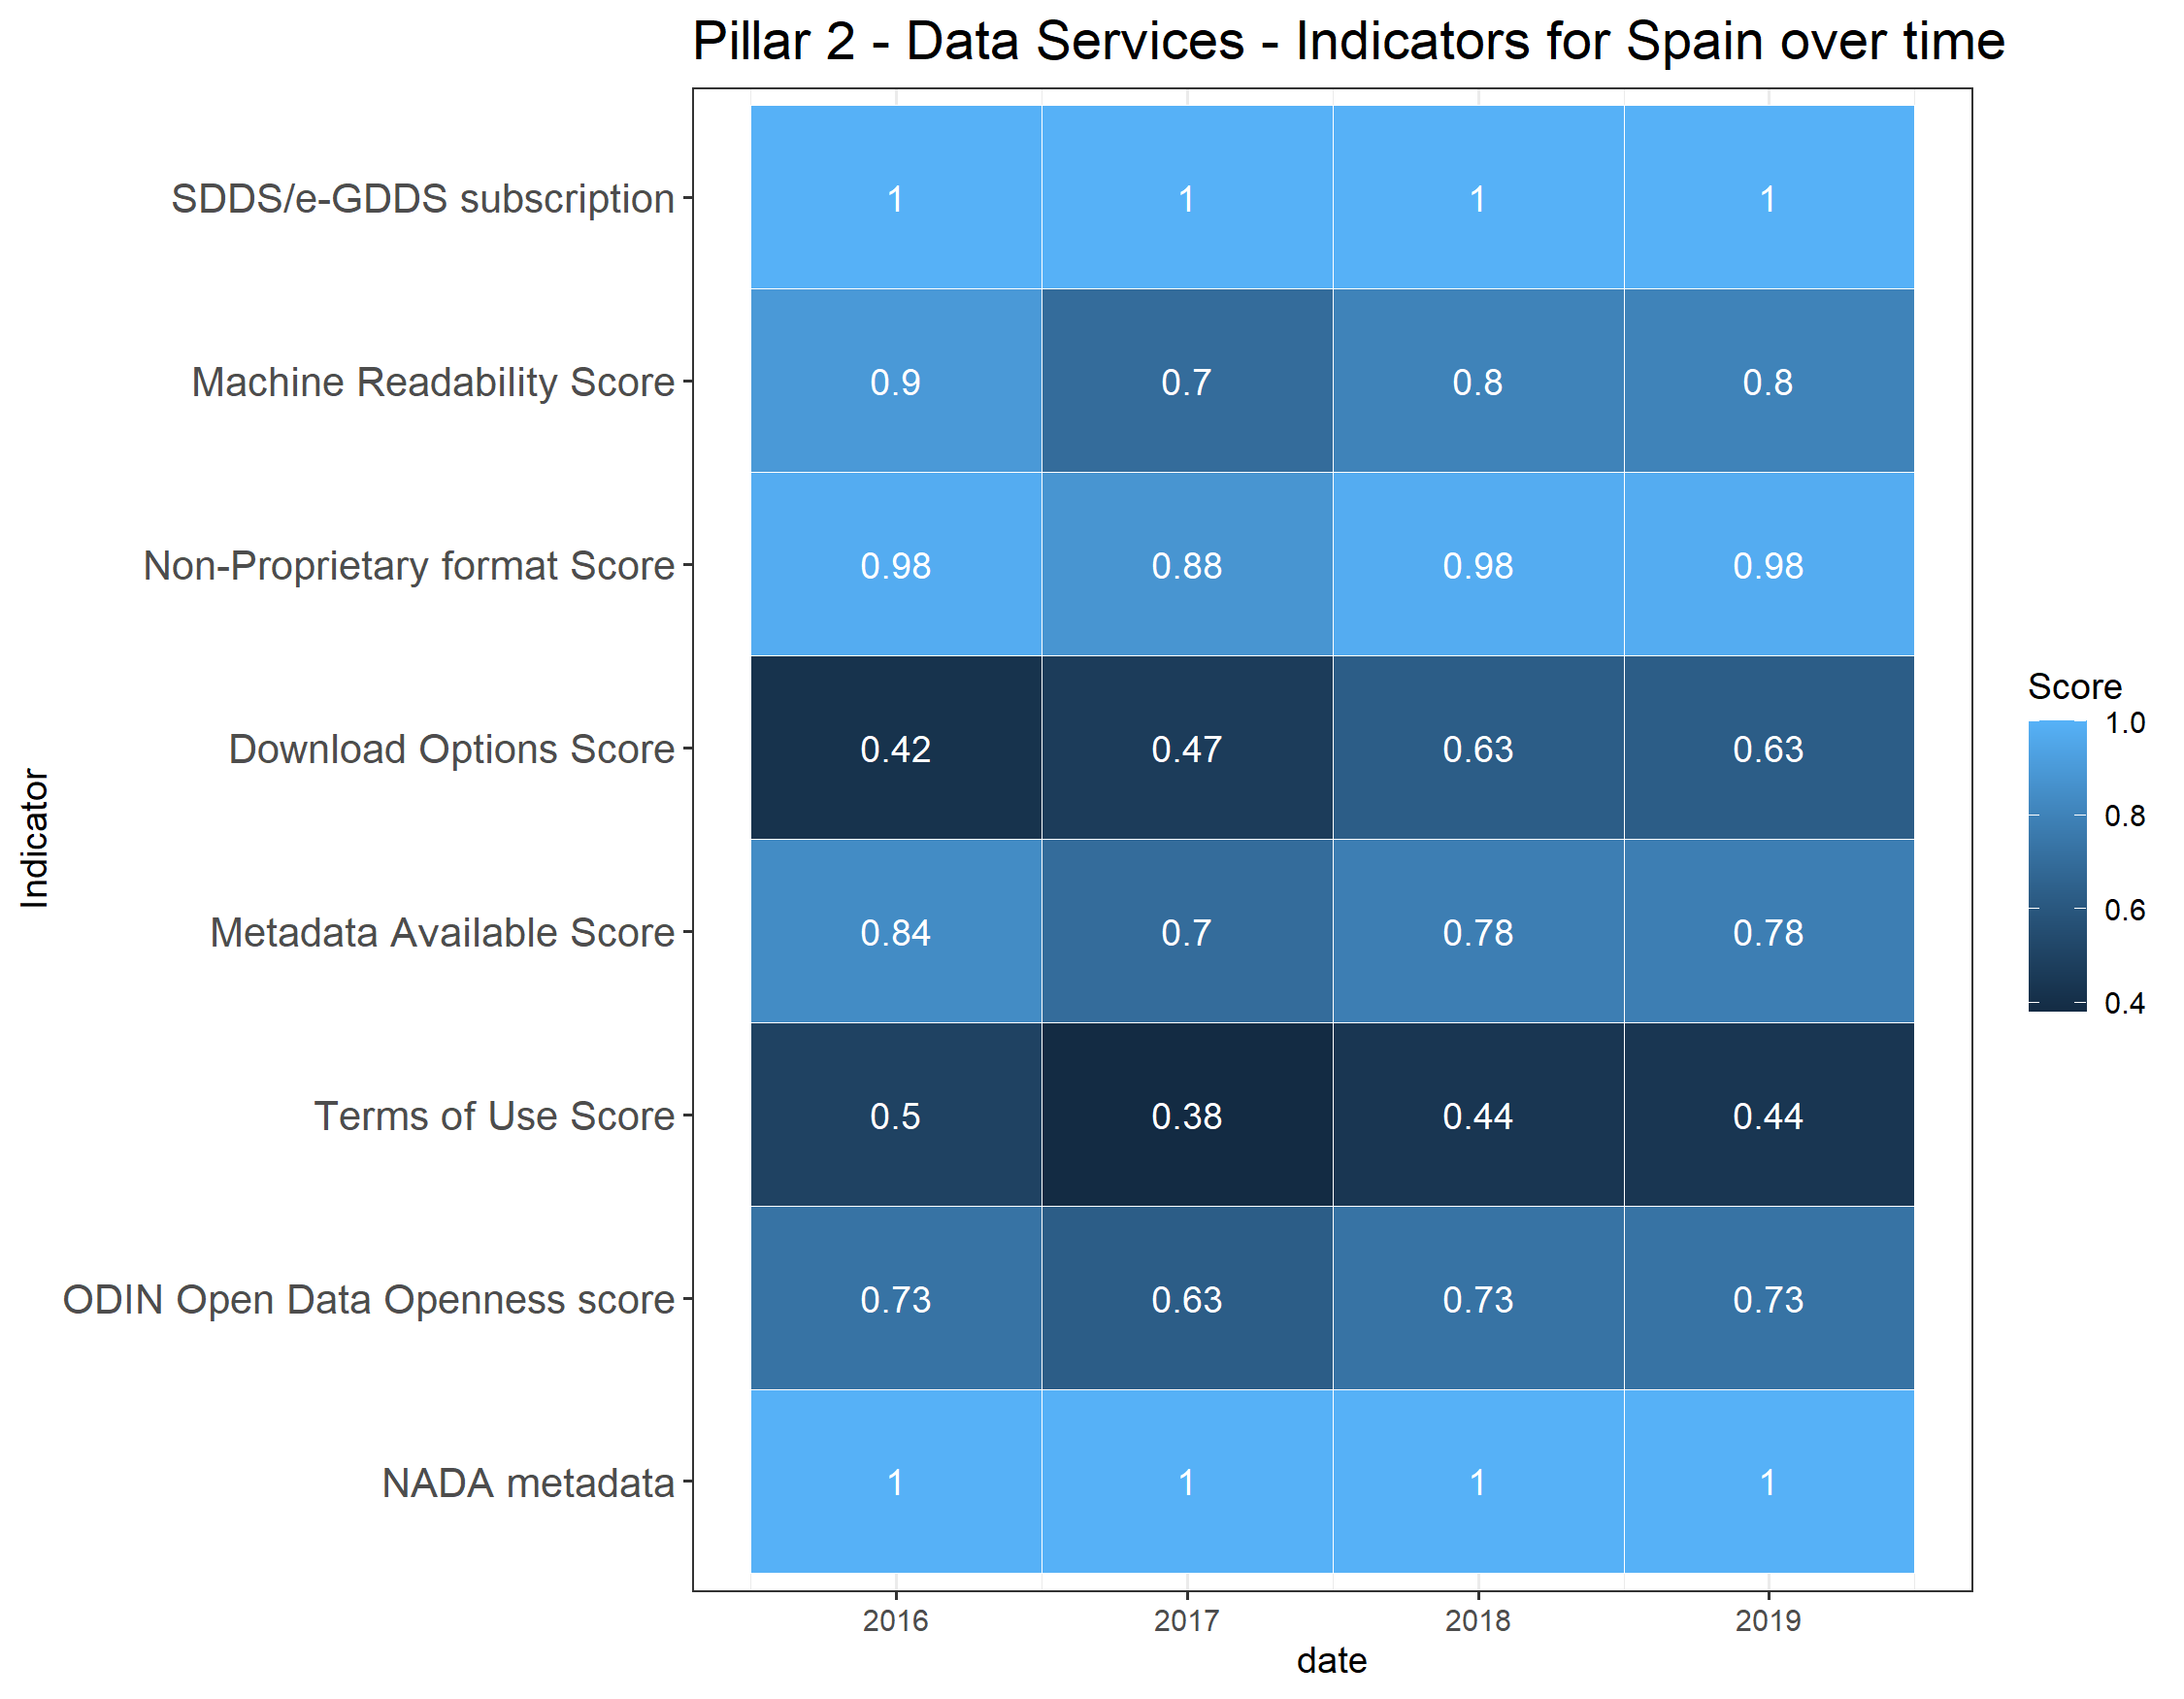 Pillar 2 - Data Services - Indicators for Spain over time
SDDS/e-GDDS subscription 1 1 1 1
Machine Readability Score 0.9 0.7 0.8 0.8
Non-Proprietary format Score 0.98 0.88 0.98 0.98
Download Options Score 0.42 0.47 0.63 0.63
Metadata Available Score 0.84 0.7 0.78 0.78
Terms of Use Score 0.5 0.38 0.44 0.44
ODIN Open Data Openness score 0.73 0.63 0.73 0.73
NADA metadata 1 1 1 1
2016 2017 2018 2019
date
Indicator
Score
1.0
0.8
0.6
0.4